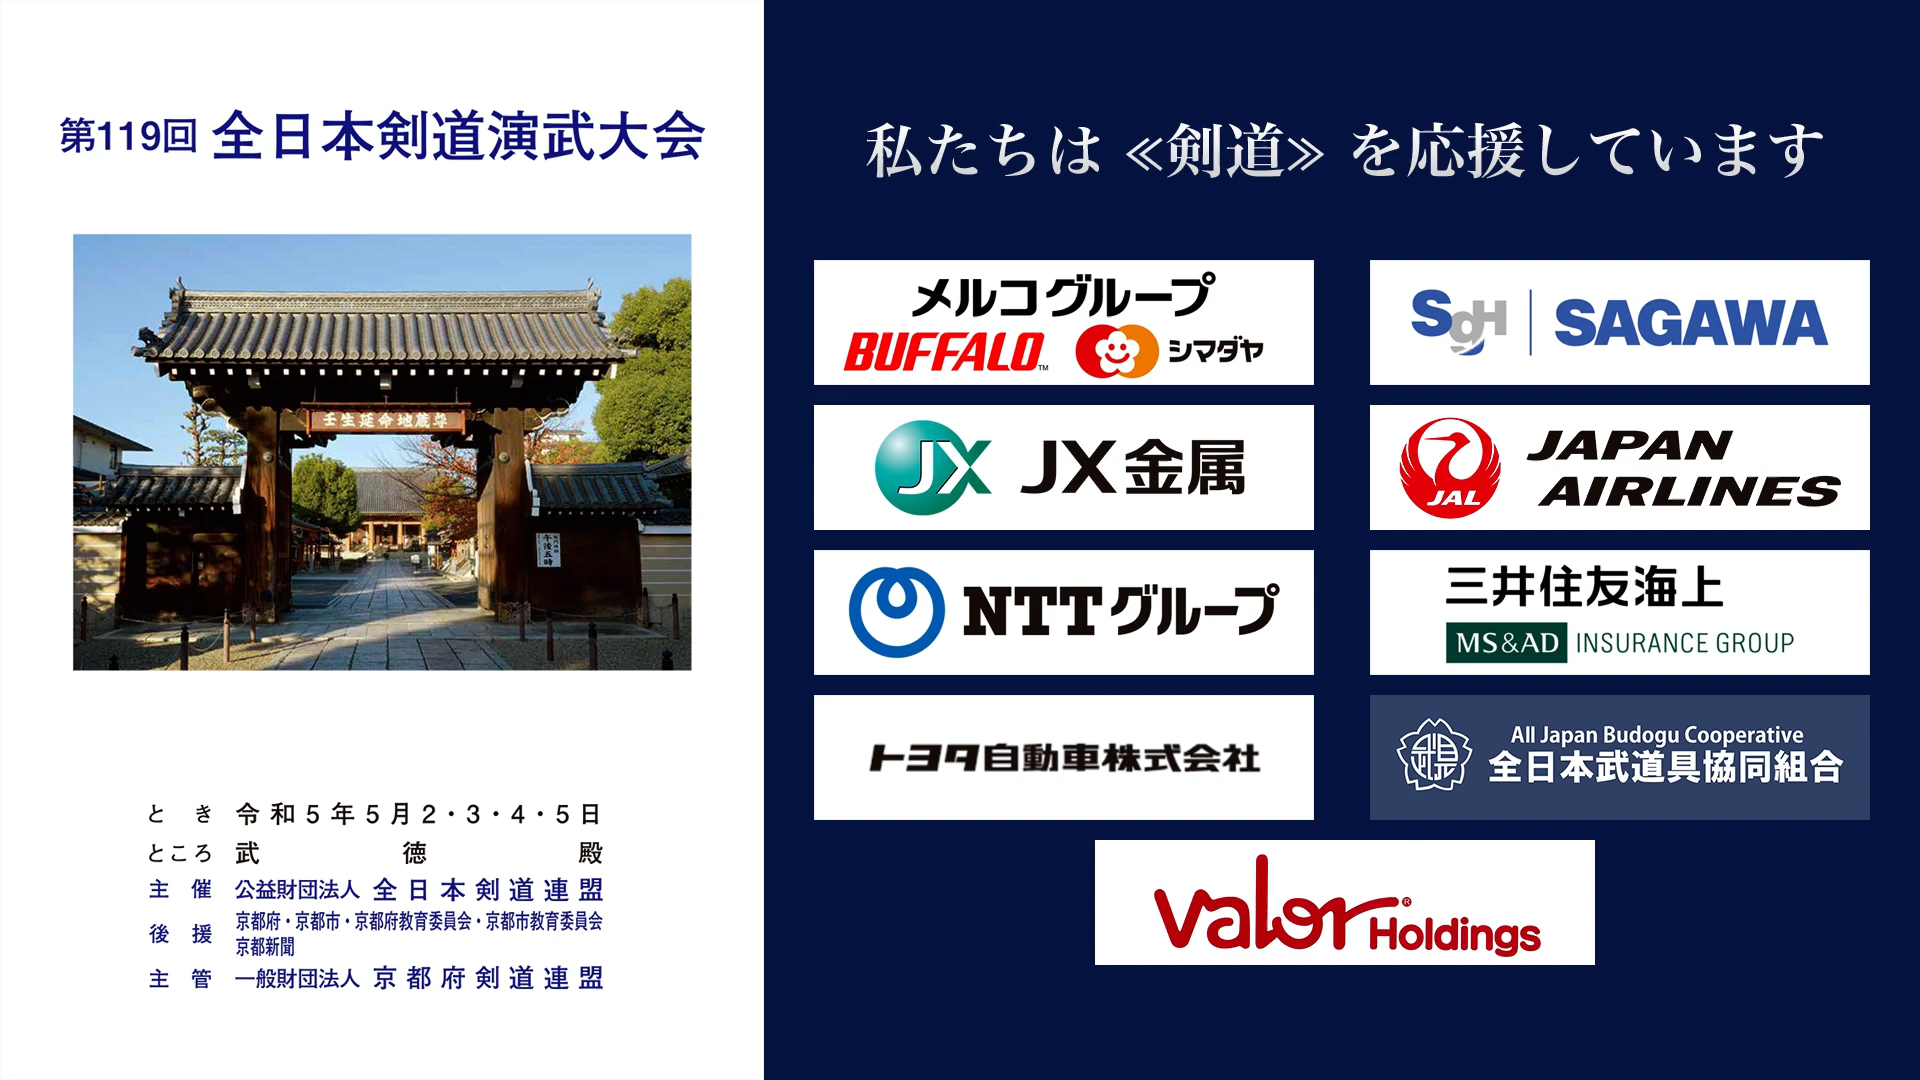 第119回 全日本剣道演武大会
壬生延命地蔵尊
午後五時
とき 令和5年5月2・3・4・5日
ところ 武徳殿
主催 公益財団法人 全日本剣道連盟
後援 京都府・京都市・京都府教育委員会・京都市教育委員会
京都新聞
主管 一般財団法人 京都府剣道連盟
私たちは ≪剣道≫ を応援しています
メルコグループ
BUFFALO™ シマダヤ
SGH SAGAWA
JX JX金属
JAL JAPAN
AIRLINES
NTTグループ
三井住友海上
MS&AD INSURANCE GROUP
トヨタ自動車株式会社
All Japan Budogu Cooperative
全日本武道具協同組合
valor® Holdings